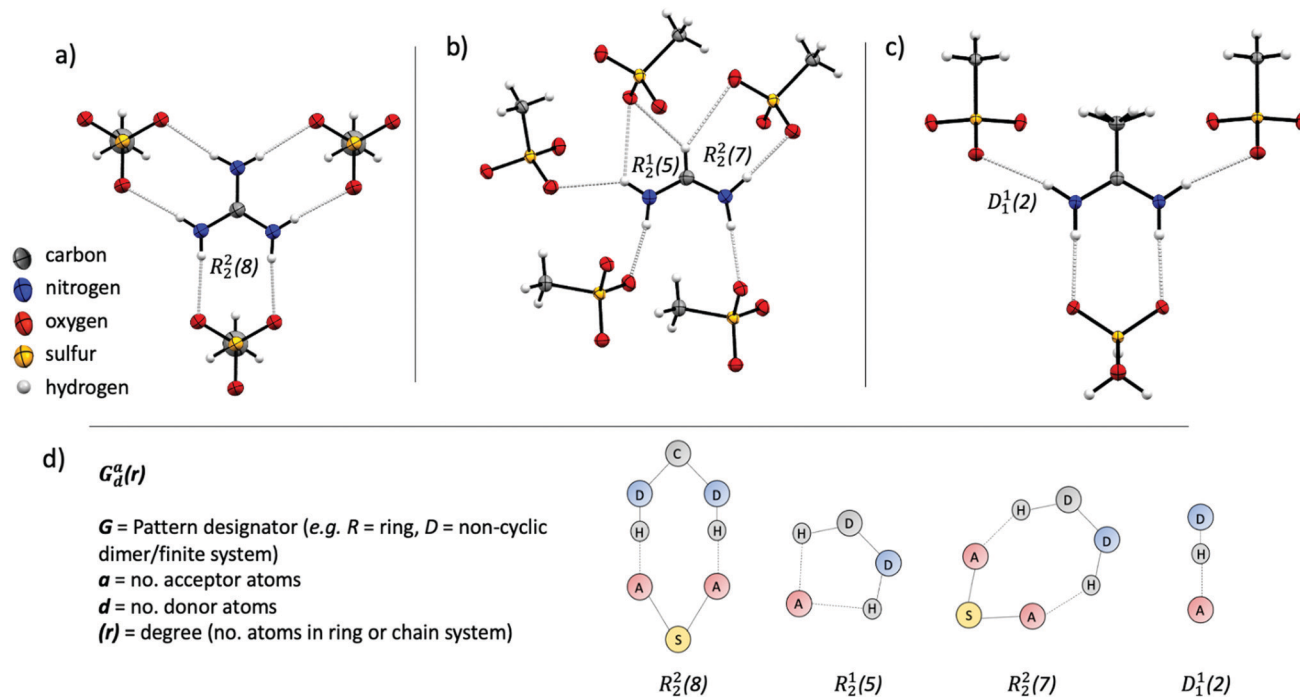 a)
b)
c)
R₂²(8)
R₂¹(5)
R₂²(7)
D₁¹(2)
carbon
nitrogen
oxygen
sulfur
hydrogen
d)
G_d^a(r)
G = Pattern designator (e.g. R = ring, D = non-cyclic
dimer/finite system)
a = no. acceptor atoms
d = no. donor atoms
(r) = degree (no. atoms in ring or chain system)
C
D D
H H
A A
S
R₂²(8)
H D
D
A H
R₂¹(5)
H D
A D
H
S A
R₂²(7)
D
H
A
D₁¹(2)